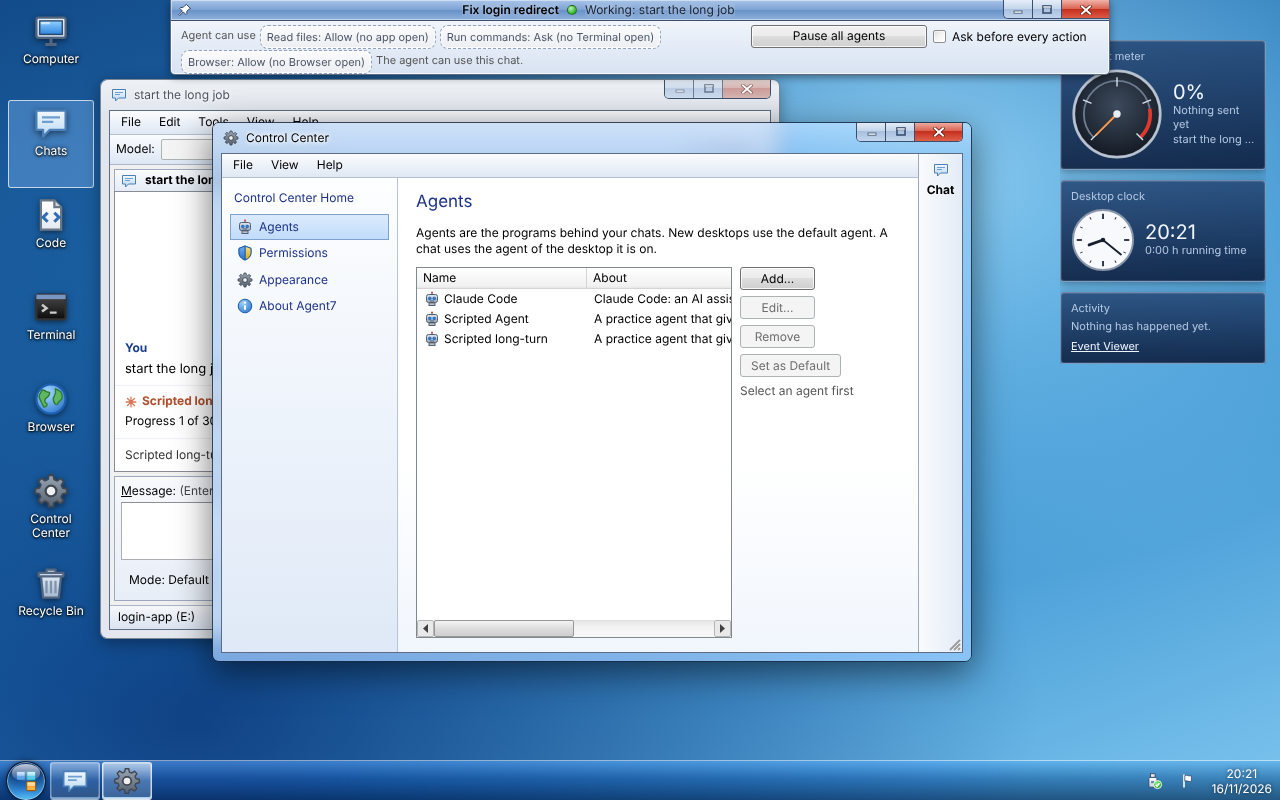 Fix login redirect Working: start the long job
Agent can use Read files: Allow (no app open) Run commands: Ask (no Terminal open)
Browser: Allow (no Browser open) The agent can use this chat.
Pause all agents Ask before every action
Computer
Chats
Code
Terminal
Browser
Control
Center
Recycle Bin
start the long job
File Edit Tools View Help
Model:
start the lon
You
start the long j
Scripted lon
Progress 1 of 30
Scripted long-tu
Message: (Enter
Mode: Default
login-app (E:)
Control Center
File View Help
Control Center Home
Agents
Permissions
Appearance
About Agent7
Agents
Agents are the programs behind your chats. New desktops use the default agent. A
chat uses the agent of the desktop it is on.
Name About
Claude Code Claude Code: an AI assis
Scripted Agent A practice agent that giv
Scripted long-turn A practice agent that giv
Add...
Edit...
Remove
Set as Default
Select an agent first
Chat
meter
0%
Nothing sent
yet
start the long ...
Desktop clock
20:21
0:00 h running time
Activity
Nothing has happened yet.
Event Viewer
20:21
16/11/2026